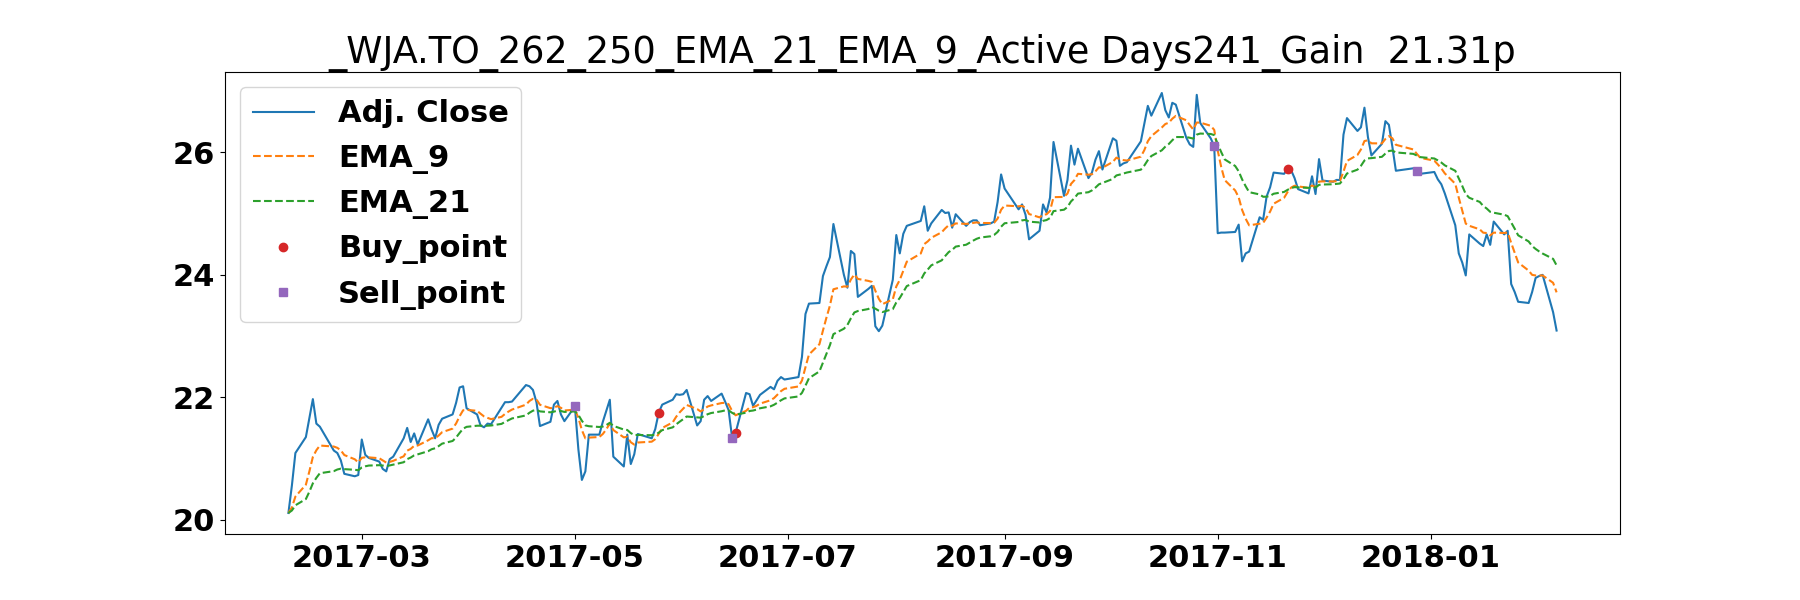 _WJA.TO_262_250_EMA_21_EMA_9_Active Days241_Gain  21.31p
Adj. Close
EMA_9
EMA_21
Buy_point
Sell_point
26
24
22
20
2017-03 2017-05 2017-07 2017-09 2017-11 2018-01